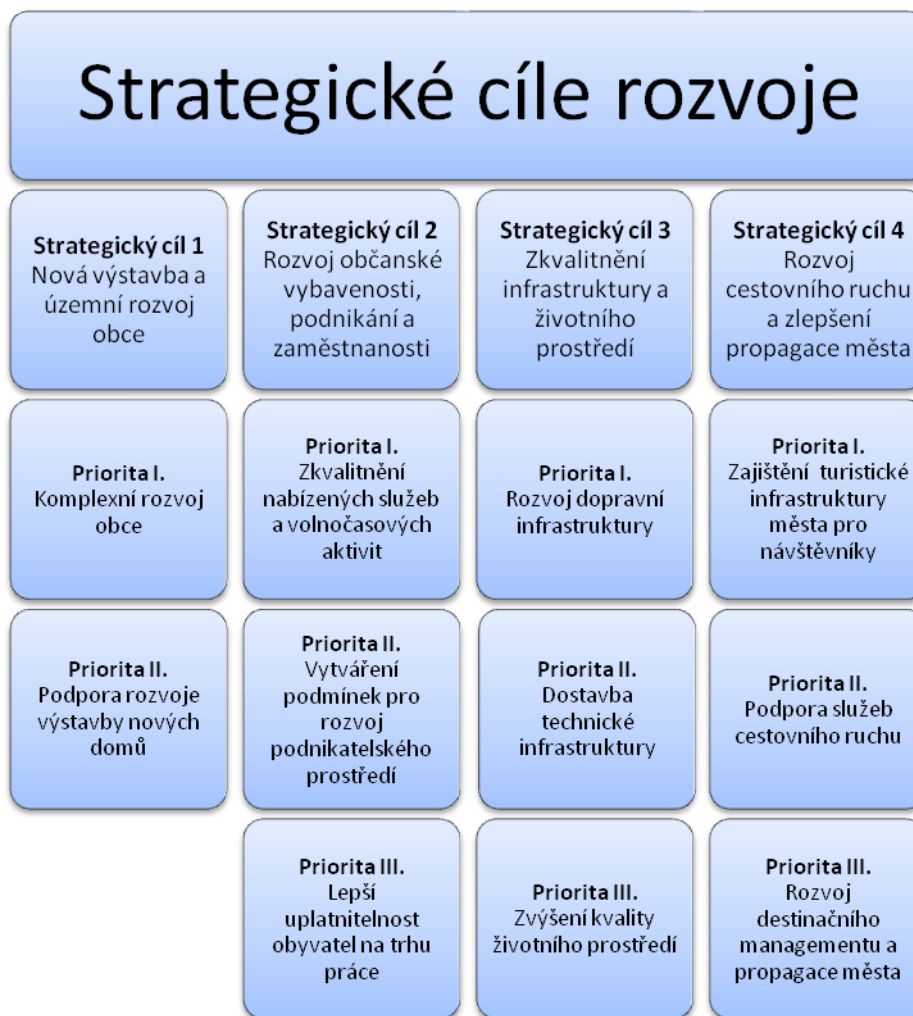 Strategické cíle rozvoje
Strategický cíl 1
Nová výstavba a
územní rozvoj
obce
Strategický cíl 2
Rozvoj občanské
vybavenosti,
podnikání a
zaměstnanosti
Strategický cíl 3
Zkvalitnění
infrastruktury a
životního
prostředí
Strategický cíl 4
Rozvoj
cestovního ruchu
a zlepšení
propagace města
Priorita I.
Komplexní rozvoj
obce
Priorita I.
Zkvalitnění
nabízených služeb
a volnočasových
aktivit
Priorita I.
Rozvoj dopravní
infrastruktury
Priorita I.
Zajištění turistické
infrastruktury
města pro
návštěvníky
Priorita II.
Podpora rozvoje
výstavby nových
domů
Priorita II.
Vytváření
podmínek pro
rozvoj
podnikatelského
prostředí
Priorita II.
Dostavba
technické
infrastruktury
Priorita II.
Podpora služeb
cestovního ruchu
Priorita III.
Lepší
uplatnitelnost
obyvatel na trhu
práce
Priorita III.
Zvýšení kvality
životního prostředí
Priorita III.
Rozvoj
destinačního
managementu a
propagace města